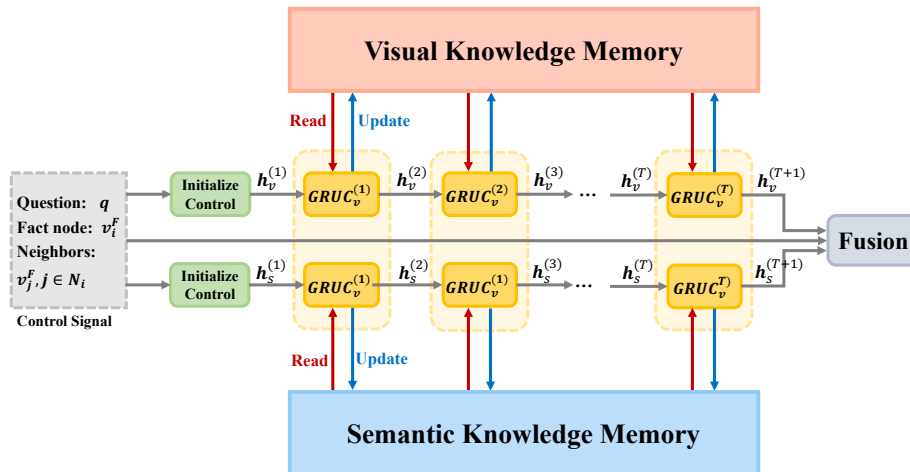 Visual Knowledge Memory
Read
Update
Question: q
Fact node: v_i^F
Neighbors:
v_j^F, j ∈ N_i
Control Signal
Initialize
Control
h_v^(1)
GRUC_v^(1)
h_v^(2)
GRUC_v^(2)
h_v^(3)
...
h_v^(T)
GRUC_v^(T)
h_v^(T+1)
Fusion
Initialize
Control
h_s^(1)
GRUC_v^(1)
h_s^(2)
GRUC_v^(1)
h_s^(3)
...
h_s^(T)
GRUC_v^T)
h_s^(T+1)
Read
Update
Semantic Knowledge Memory